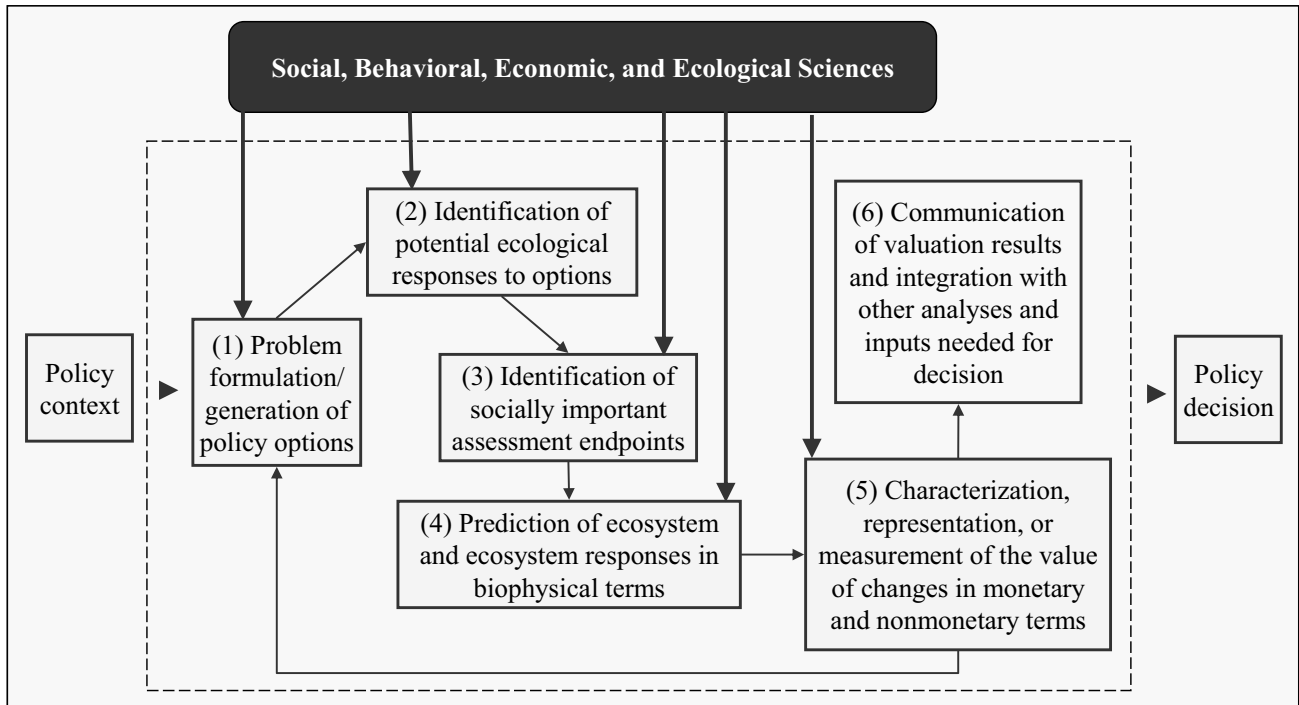 Social, Behavioral, Economic, and Ecological Sciences
Policy
context
(1) Problem
formulation/
generation of
policy options
(2) Identification of
potential ecological
responses to options
(3) Identification of
socially important
assessment endpoints
(4) Prediction of ecosystem
and ecosystem responses in
biophysical terms
(5) Characterization,
representation, or
measurement of the value
of changes in monetary
and nonmonetary terms
(6) Communication
of valuation results
and integration with
other analyses and
inputs needed for
decision
Policy
decision